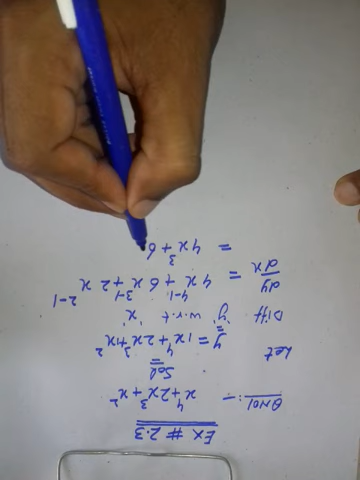 Ex # 2.3
Q No1 :- x⁴+2x³+x²
Sol
Let y = 1x⁴+2x³+1x²
Diff "y" w.r.t "x"
dy/dx = 4x⁴⁻¹+6x³⁻¹+2x²⁻¹
= 4x³+6